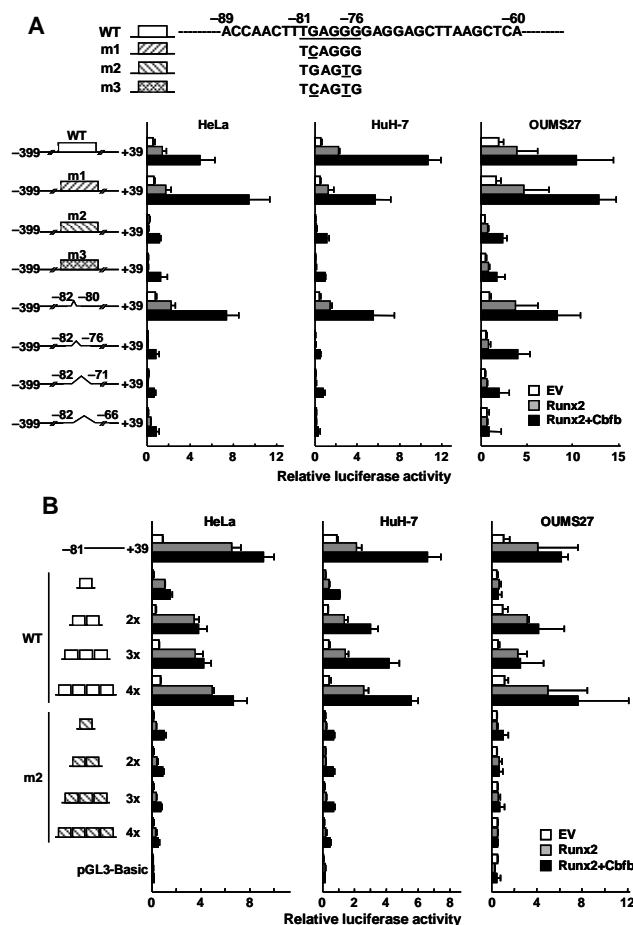 A
−89 −81 −76 −60
WT ---------ACCAACTTTGAGGGGAGGAGCTTAAGCTCA---------
m1 TCAGGG
m2 TGAGTG
m3 TCAGTG
HeLa HuH-7 OUMS27
WT
−399 +39
m1
−399 +39
m2
−399 +39
m3
−399 +39
−82 −80
−399 +39
−82 −76
−399 +39
−82 −71
−399 +39
−82 −66
−399 +39
EV
Runx2
Runx2+Cbfb
0 4 8 12 0 4 8 12 0 5 10 15
Relative luciferase activity
B
HeLa HuH-7 OUMS27
−81 +39
WT
2x
3x
4x
m2
2x
3x
4x
pGL3-Basic
EV
Runx2
Runx2+Cbfb
0 4 8 12 0 2 4 6 8 0 4 8 12
Relative luciferase activity